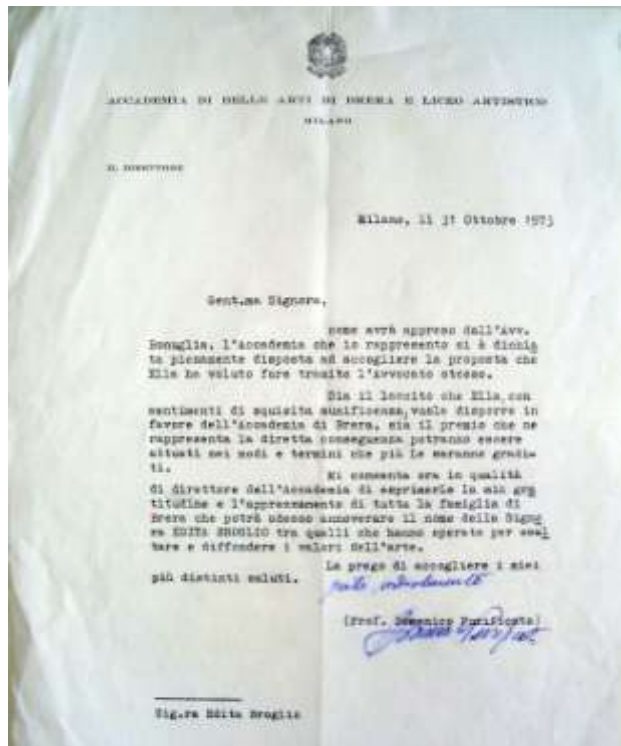 ACCADEMIA DI BELLE ARTI DI BRERA E LICEO ARTISTICO
MILANO
IL DIRETTORE
Milano, li 31 Ottobre 1973
Gent.ma Signora,
come avrà appreso dall'Avv.
Bonuglia, l'Accademia che io rappresento si è dichia
ta pienamente disposta ad accogliere la proposta che
Ella ha voluto fare tramite l'Avvocato stesso.
Sia il lascito che Ella, con
sentimenti di squisita munificenza, vuole disporre in
favore dell'Accademia di Brera, sia il premio che ne
rappresenta la diretta conseguenza potranno essere
attuati nei modi e termini che più le saranno gradi-
ti.
Mi consenta ora in qualità
di direttore dell'Accademia di esprimerle la mia gra
titudine e l'apprezzamento di tutta la famiglia di
Brera che potrà adesso annoverare il nome della Signo
ra EDITA BROGLIO tra quelli che hanno operato per esal
tare e diffondere i valori dell'arte.
La prego di accogliere i miei
più distinti saluti.
(Prof. Domenico Purificato)
Sig.ra Edita Broglio